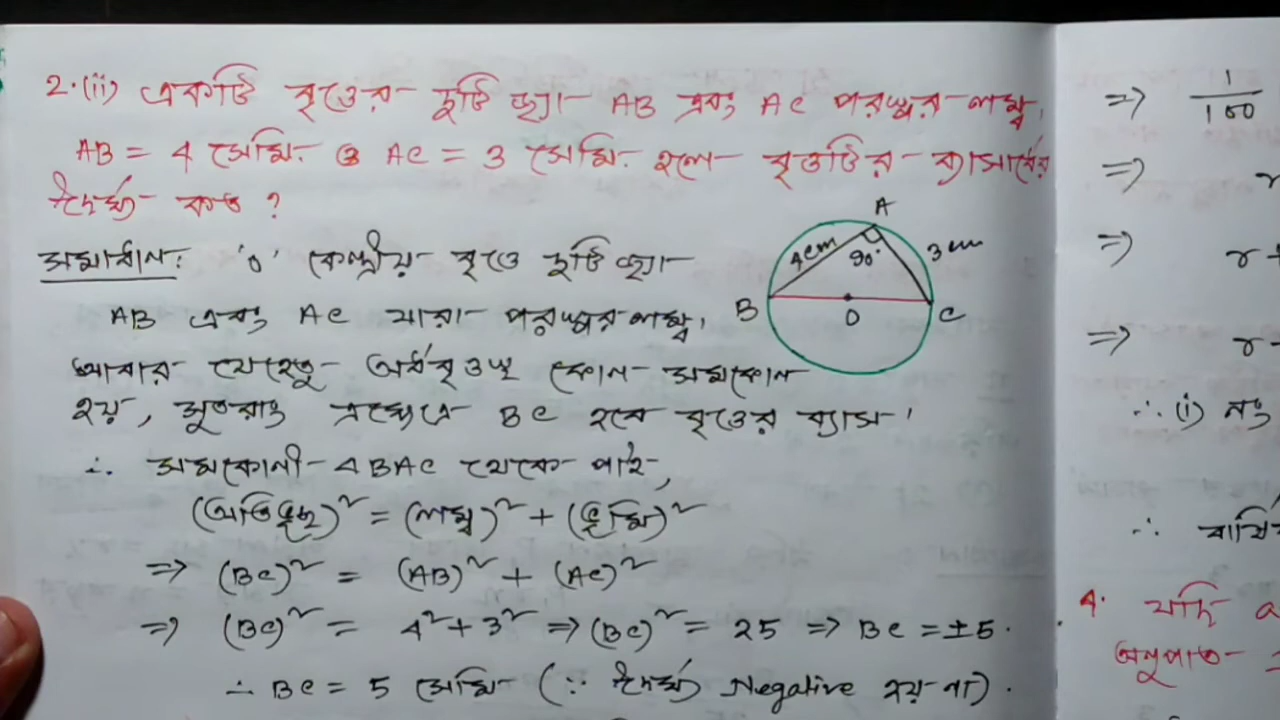 2.(ii) একটি বৃত্তের দুটি জ্যা AB এবং AC পরস্পর লম্ব,
AB = 4 সেমি. ও AC = 3 সেমি. হলে বৃত্তটির ব্যাসার্ধের
দৈর্ঘ্য কত ?
সমাধান: 'O' কেন্দ্রীয় বৃত্তে দুটি জ্যা
AB এবং AC যারা পরস্পর লম্ব,
আবার যেহেতু অর্ধবৃত্তস্থ কোন সমকোন
হয়, সুতরাং এক্ষেত্রে BC হবে বৃত্তের ব্যাস।
∴ সমকোনী ΔBAC থেকে পাই,
(অতিভূজ)² = (লম্ব)² + (ভূমি)²
⇒ (BC)² = (AB)² + (AC)²
⇒ (BC)² = 4² + 3² ⇒ (BC)² = 25 ⇒ BC = ±5.
∴ BC = 5 সেমি (∵ দৈর্ঘ্য Negative হয় না).
A
4cm
90°
3cm
B
O
C
⇒ 1/100
⇒ r
⇒ r +
⇒ r -
∴ (i) নং
∴
4. যদি a
অনুপাত